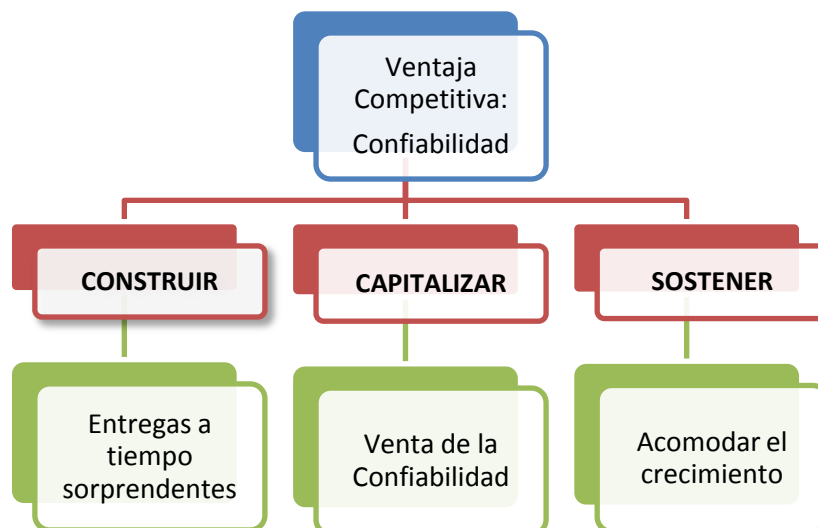 Ventaja
Competitiva:
Confiabilidad
CONSTRUIR
CAPITALIZAR
SOSTENER
Entregas a
tiempo
sorprendentes
Venta de la
Confiabilidad
Acomodar el
crecimiento